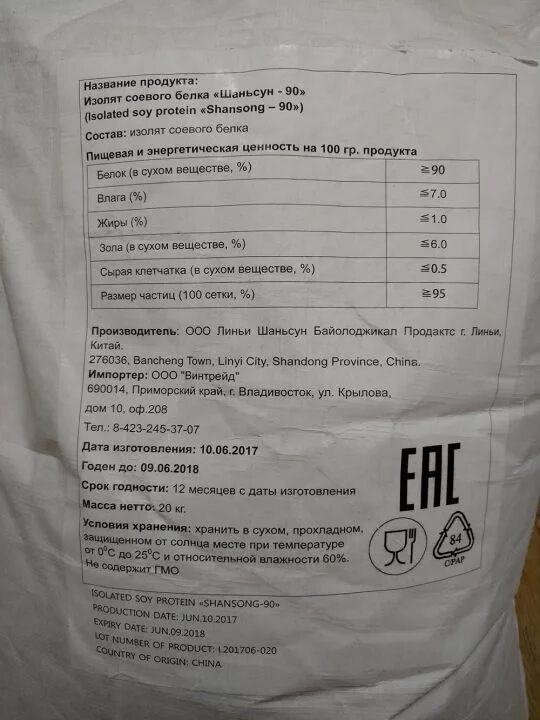 Название продукта:
Изолят соевого белка «Шаньсун - 90»
(Isolated soy protein «Shansong – 90»)
Состав: изолят соевого белка
Пищевая и энергетическая ценность на 100 гр. продукта
Белок (в сухом веществе, %) ≧90
Влага (%) ≦7.0
Жиры (%) ≦1.0
Зола (в сухом веществе, %) ≦6.0
Сырая клетчатка (в сухом веществе, %) ≦0.5
Размер частиц (100 сетки, %) ≧95
Производитель: ООО Линьи Шаньсун Байолоджикал Продактс г. Линьи,
Китай.
276036, Bancheng Town, Linyi City, Shandong Province, China.
Импортер: ООО "Винтрейд"
690014, Приморский край, г. Владивосток, ул. Крылова,
дом 10, оф.208
Тел.: 8-423-245-37-07
Дата изготовления: 10.06.2017
Годен до: 09.06.2018
Срок годности: 12 месяцев с даты изготовления
Масса нетто: 20 кг.
Условия хранения: хранить в сухом, прохладном,
защищенном от солнца месте при температуре
от 0⁰С до 25⁰С и относительной влажности 60%.
Не содержит ГМО
EAC
84
C/PAP
ISOLATED SOY PROTEIN «SHANSONG-90»
PRODUCTION DATE: JUN.10.2017
EXPIRY DATE: JUN.09.2018
LOT NUMBER OF PRODUCT: I.201706-020
COUNTRY OF ORIGIN: CHINA